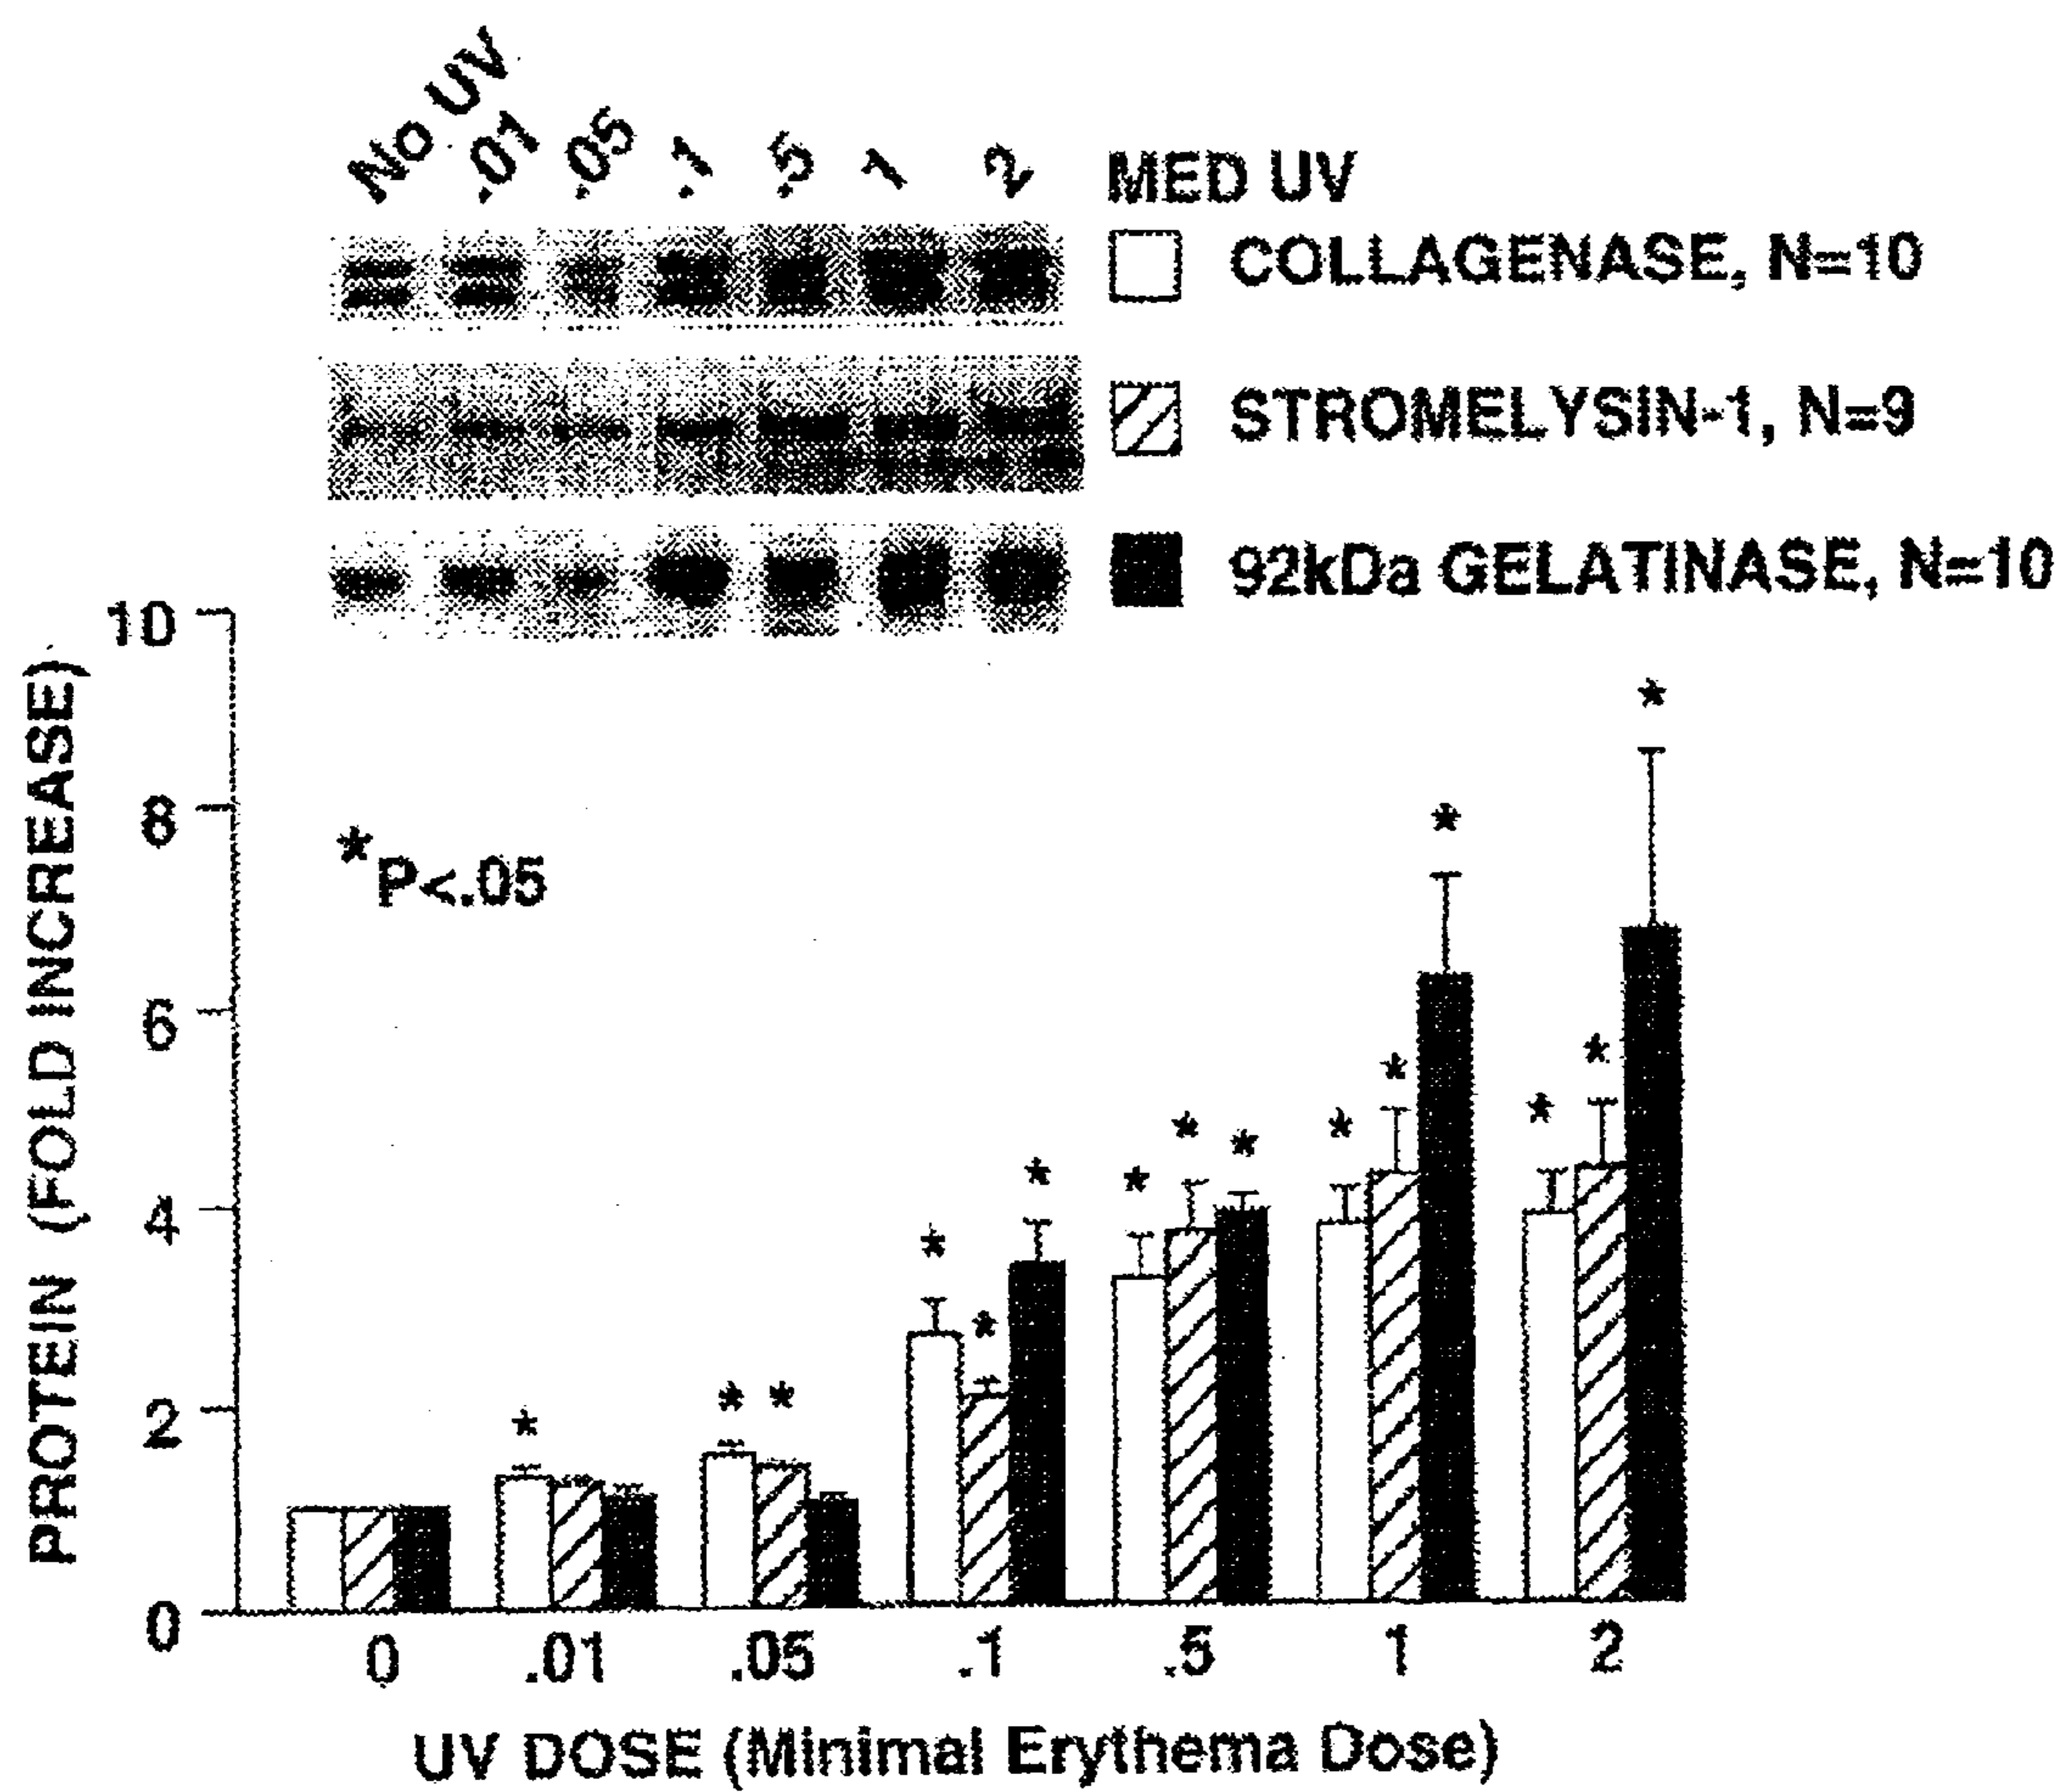 No UV .01 .05 .1 .5 1 2 MED UV
COLLAGENASE, N=10
STROMELYSIN-1, N=9
92kDa GELATINASE, N=10
PROTEIN (FOLD INCREASE)
10
8
6
4
2
0
*P<.05
*
* *
* * *
* * *
* * *
* * *
0 .01 .05 .1 .5 1 2
UV DOSE (Minimal Erythema Dose)